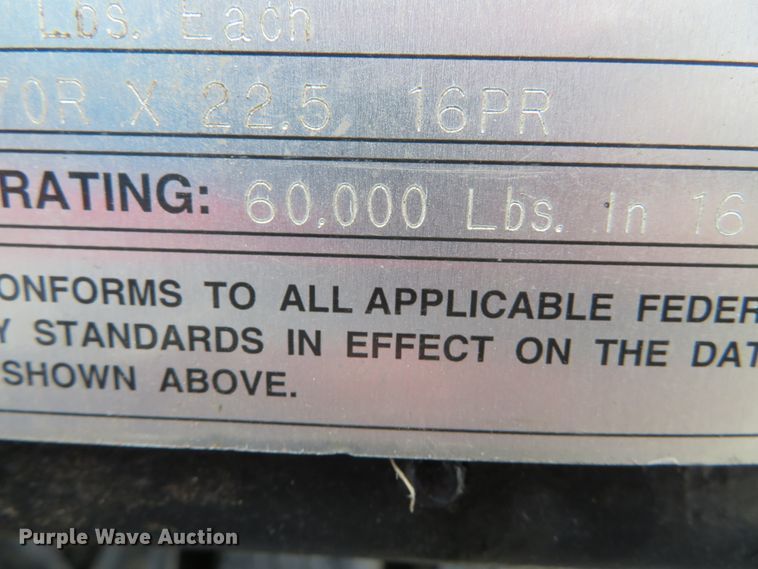 Lbs. Each
70R X 22.5, 16PR
RATING: 60,000 Lbs. In 16
ONFORMS TO ALL APPLICABLE FEDER
Y STANDARDS IN EFFECT ON THE DAT
SHOWN ABOVE.
Purple Wave Auction